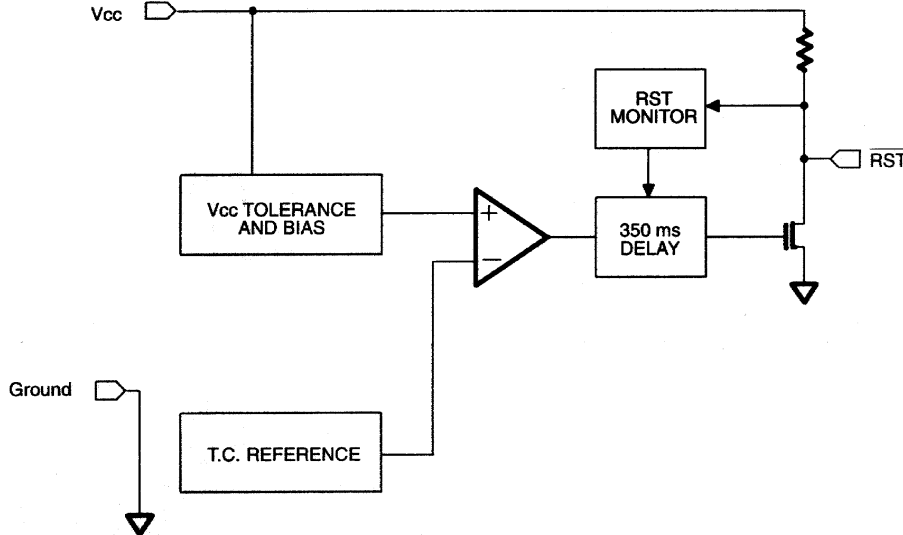 Vcc
RST
MONITOR
RST
Vcc TOLERANCE
AND BIAS
+
350 ms
DELAY
—
Ground
T.C. REFERENCE